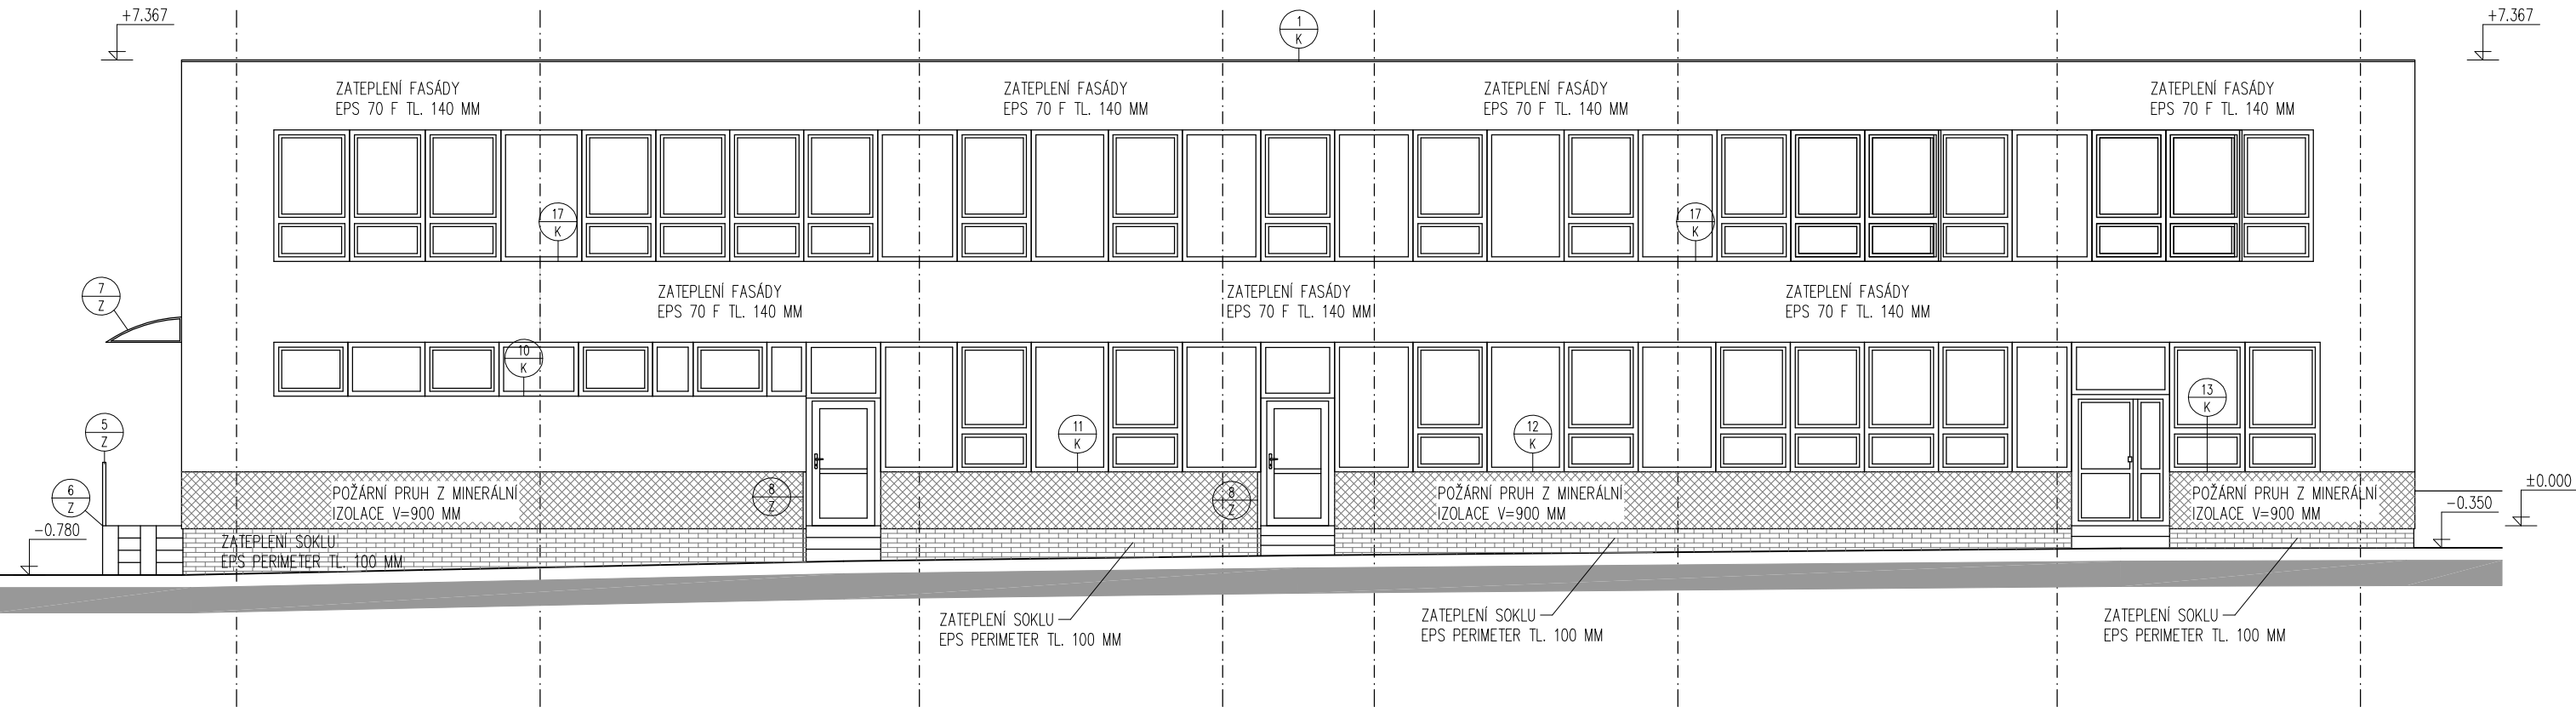 +7.367
1
K
+7.367
ZATEPLENÍ FASÁDY
EPS 70 F TL. 140 MM
ZATEPLENÍ FASÁDY
EPS 70 F TL. 140 MM
ZATEPLENÍ FASÁDY
EPS 70 F TL. 140 MM
ZATEPLENÍ FASÁDY
EPS 70 F TL. 140 MM
17
K
17
K
7
Z
ZATEPLENÍ FASÁDY
EPS 70 F TL. 140 MM
ZATEPLENÍ FASÁDY
EPS 70 F TL. 140 MM
ZATEPLENÍ FASÁDY
EPS 70 F TL. 140 MM
10
K
13
K
5
Z
11
K
12
K
6
Z
POŽÁRNÍ PRUH Z MINERÁLNÍ
IZOLACE V=900 MM
8
Z
8
Z
POŽÁRNÍ PRUH Z MINERÁLNÍ
IZOLACE V=900 MM
POŽÁRNÍ PRUH Z MINERÁLNÍ
IZOLACE V=900 MM
±0.000
-0.350
-0.780
ZATEPLENÍ SOKLU
EPS PERIMETER TL. 100 MM
ZATEPLENÍ SOKLU
EPS PERIMETER TL. 100 MM
ZATEPLENÍ SOKLU
EPS PERIMETER TL. 100 MM
ZATEPLENÍ SOKLU
EPS PERIMETER TL. 100 MM